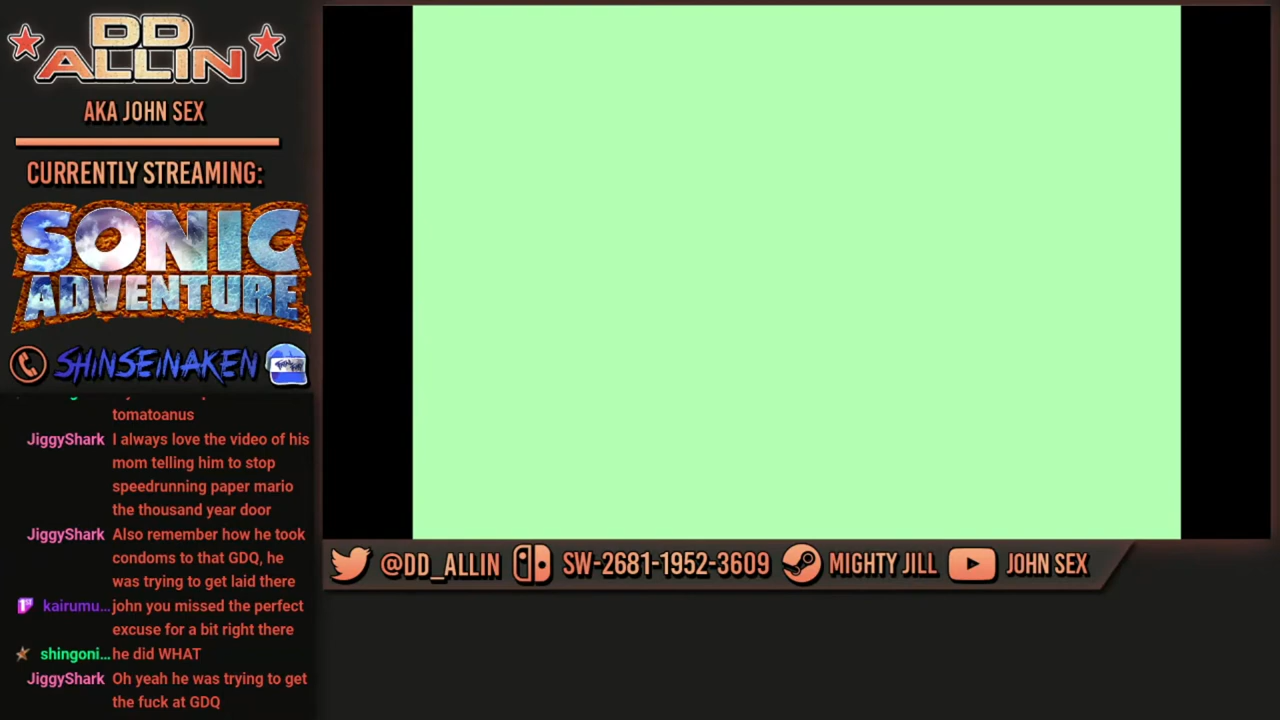 DD
ALLIN
AKA JOHN SEX
CURRENTLY STREAMING:
SONIC
ADVENTURE
SHINSEINAKEN
tomatoanus
JiggyShark I always love the video of his
mom telling him to stop
speedrunning paper mario
the thousand year door
JiggyShark Also remember how he took
condoms to that GDQ, he
was trying to get laid there
kairumu... john you missed the perfect
excuse for a bit right there
shingoni... he did WHAT
JiggyShark Oh yeah he was trying to get
the fuck at GDQ
@DD_ALLIN SW-2681-1952-3609 MIGHTY JILL JOHN SEX